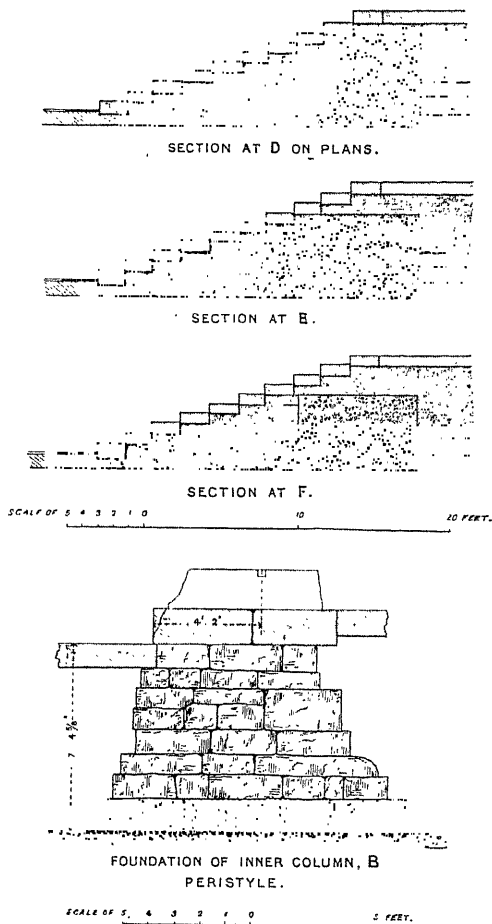 SECTION AT D ON PLANS.
SECTION AT E.
SECTION AT F.
SCALE OF 5 4 3 2 1 0 10 20 FEET.
4' 2"
7' 4 5/8"
FOUNDATION OF INNER COLUMN, B
PERISTYLE.
SCALE OF 5 4 3 2 1 0 5 FEET.